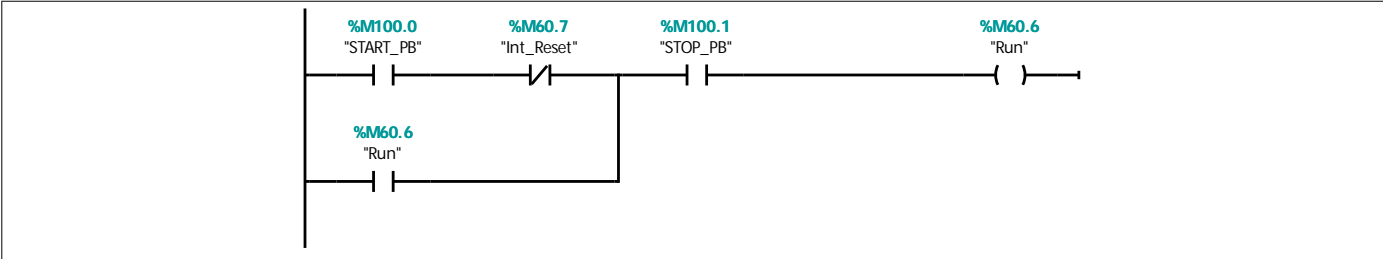 %M100.0
"START_PB"
%M60.7
"Int_Reset"
%M100.1
"STOP_PB"
%M60.6
"Run"
%M60.6
"Run"